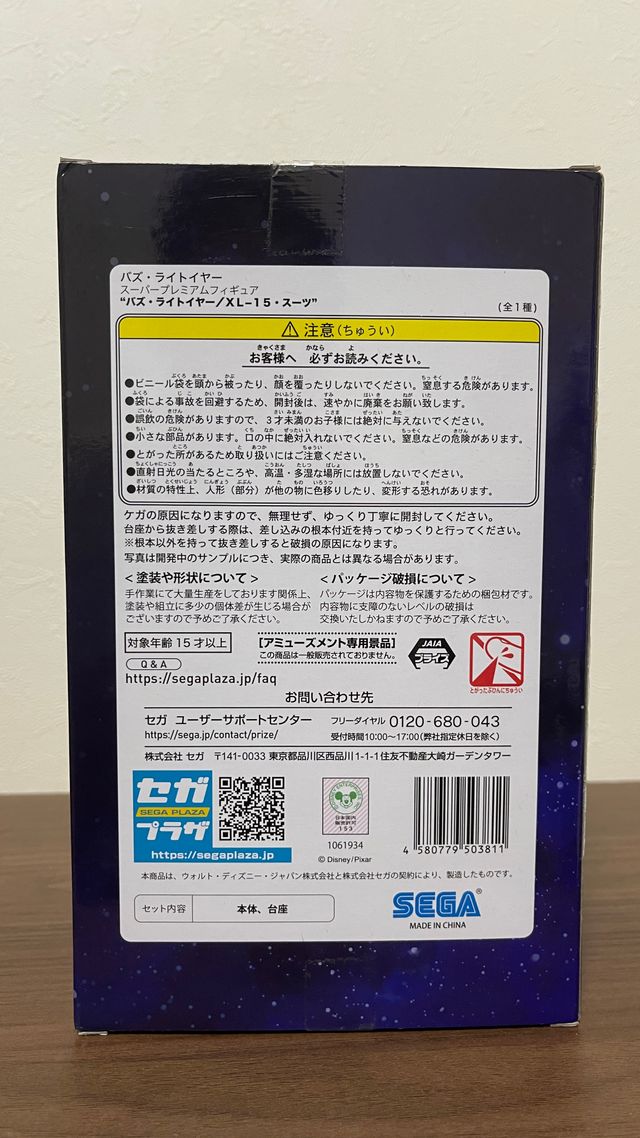 バズ・ライトイヤー
スーパープレミアムフィギュア
“バズ・ライトイヤー/XL-15・スーツ”
(全1種)
⚠注意(ちゅうい)
お客様へ 必ずお読みください。
●ビニール袋を頭から被ったり、顔を覆ったりしないでください。窒息する危険があります。
●袋による事故を回避するため、開封後は、速やかに廃棄をお願い致します。
●誤飲の危険がありますので、3才未満のお子様には絶対に与えないでください。
●小さな部品があります。口の中に絶対入れないでください。窒息などの危険があります。
●とがった所があるため取り扱いにはご注意ください。
●直射日光の当たるところや、高温・多湿な場所には放置しないでください。
●材質の特性上、人形(部分)が他の物に色移りしたり、変形する恐れがあります。
ケガの原因になりますので、無理せず、ゆっくり丁寧に開封してください。
台座から抜き差しする際は、差し込みの根本付近を持ってゆっくりと行ってください。
※根本以外を持って抜き差しすると破損の原因になります。
写真は開発中のサンプルにつき、実際の商品とは異なる場合があります。
<塗装や形状について>
手作業にて大量生産をしております関係上、
塗装や組立に多少の個体差が生じる場合が
ございますので予めご了承ください。
<パッケージ破損について>
パッケージは内容物を保護するための梱包材です。
内容物に支障のないレベルの破損は
交換いたしかねますので予めご了承ください。
対象年齢15才以上
[アミューズメント専用景品]
この商品は一般販売されておりません。
JAIA
プライズ
とがったぶひんにちゅうい
Q&A
https://segaplaza.jp/faq
お問い合わせ先
セガ ユーザーサポートセンター
https://sega.jp/contact/prize/
フリーダイヤル 0120-680-043
受付時間10:00～17:00(弊社指定休日を除く)
株式会社 セガ 〒141-0033 東京都品川区西品川1-1-1住友不動産大崎ガーデンタワー
セガ
SEGA PLAZA
プラザ
https://segaplaza.jp
日本国内
販売許可
153
1061934
© Disney/Pixar
4 580779 503811
本商品は、ウォルト・ディズニー・ジャパン株式会社と株式会社セガの契約により、製造したものです。
セット内容 本体、台座
SEGA®
MADE IN CHINA